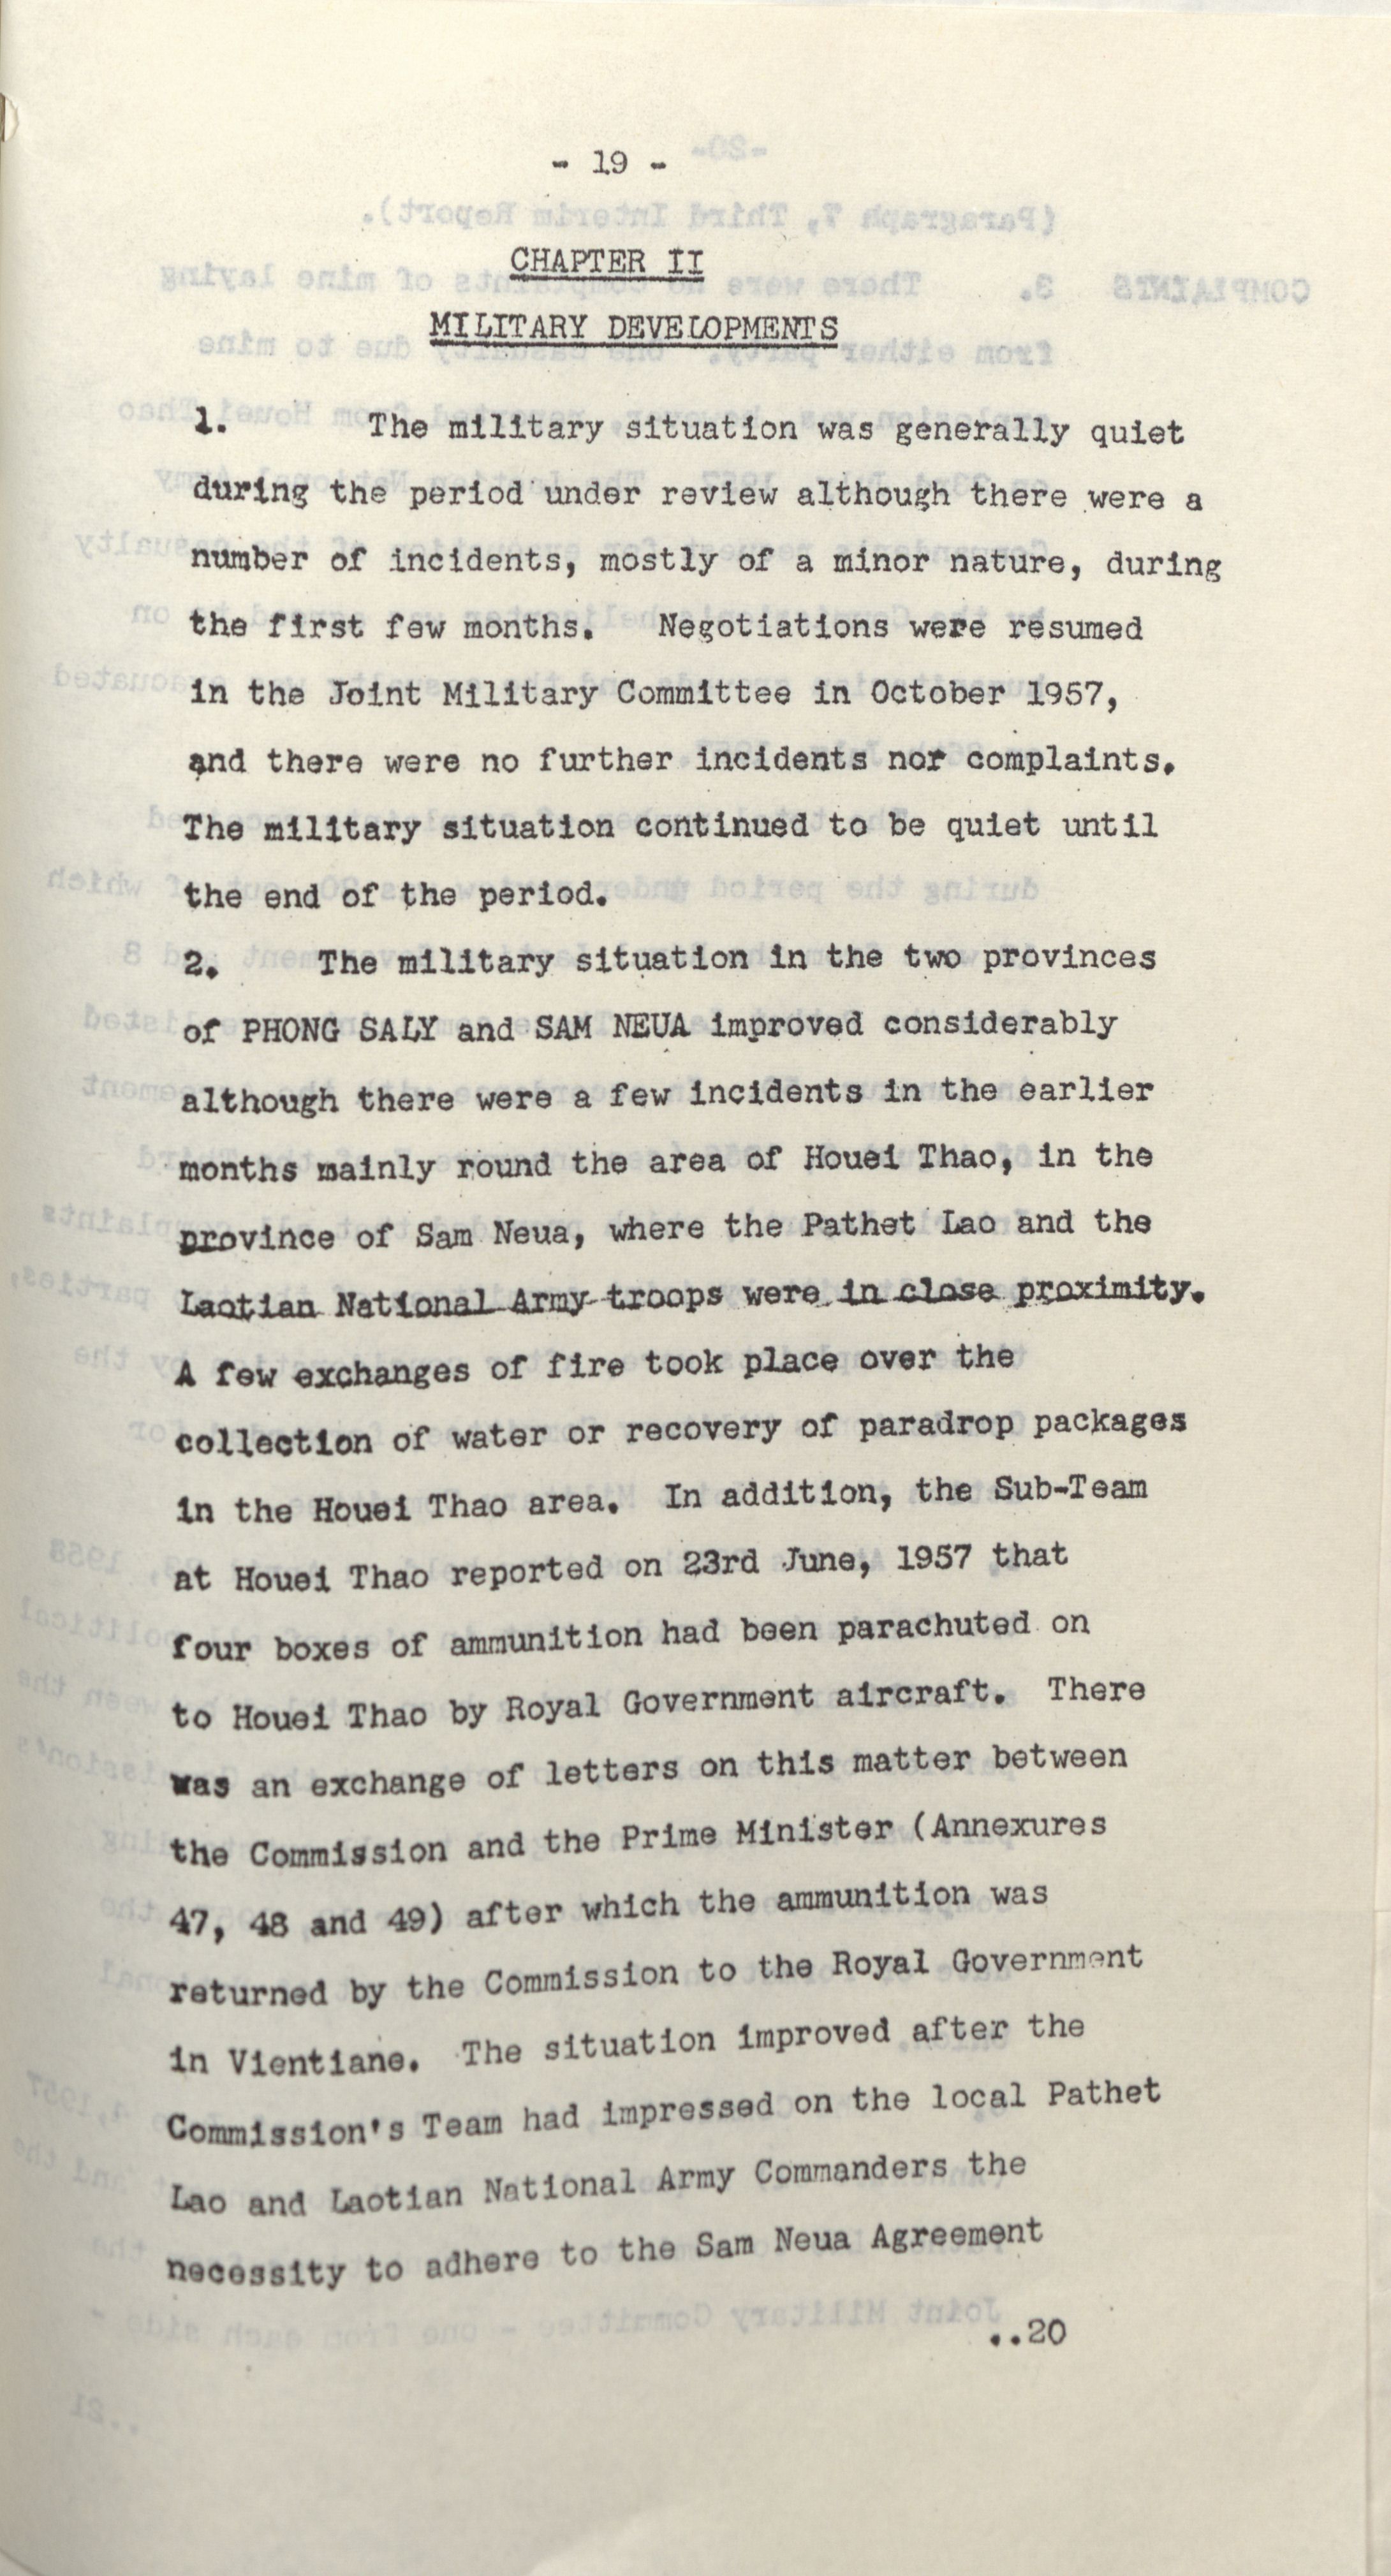 - 19 -
CHAPTER II
MILITARY DEVELOPMENTS
1. The military situation was generally quiet
during the period under review although there were a
number of incidents, mostly of a minor nature, during
the first few months. Negotiations were resumed
in the Joint Military Committee in October 1957,
and there were no further incidents nor complaints.
The military situation continued to be quiet until
the end of the period.
2. The military situation in the two provinces
of PHONG SALY and SAM NEUA improved considerably
although there were a few incidents in the earlier
months mainly round the area of Houei Thao, in the
province of Sam Neua, where the Pathet Lao and the
Laotian National Army troops were in close proximity.
A few exchanges of fire took place over the
collection of water or recovery of paradrop packages
in the Houei Thao area. In addition, the Sub-Team
at Houei Thao reported on 23rd June, 1957 that
four boxes of ammunition had been parachuted on
to Houei Thao by Royal Government aircraft. There
was an exchange of letters on this matter between
the Commission and the Prime Minister (Annexures
47, 48 and 49) after which the ammunition was
returned by the Commission to the Royal Government
in Vientiane. The situation improved after the
Commission's Team had impressed on the local Pathet
Lao and Laotian National Army Commanders the
necessity to adhere to the Sam Neua Agreement
..20